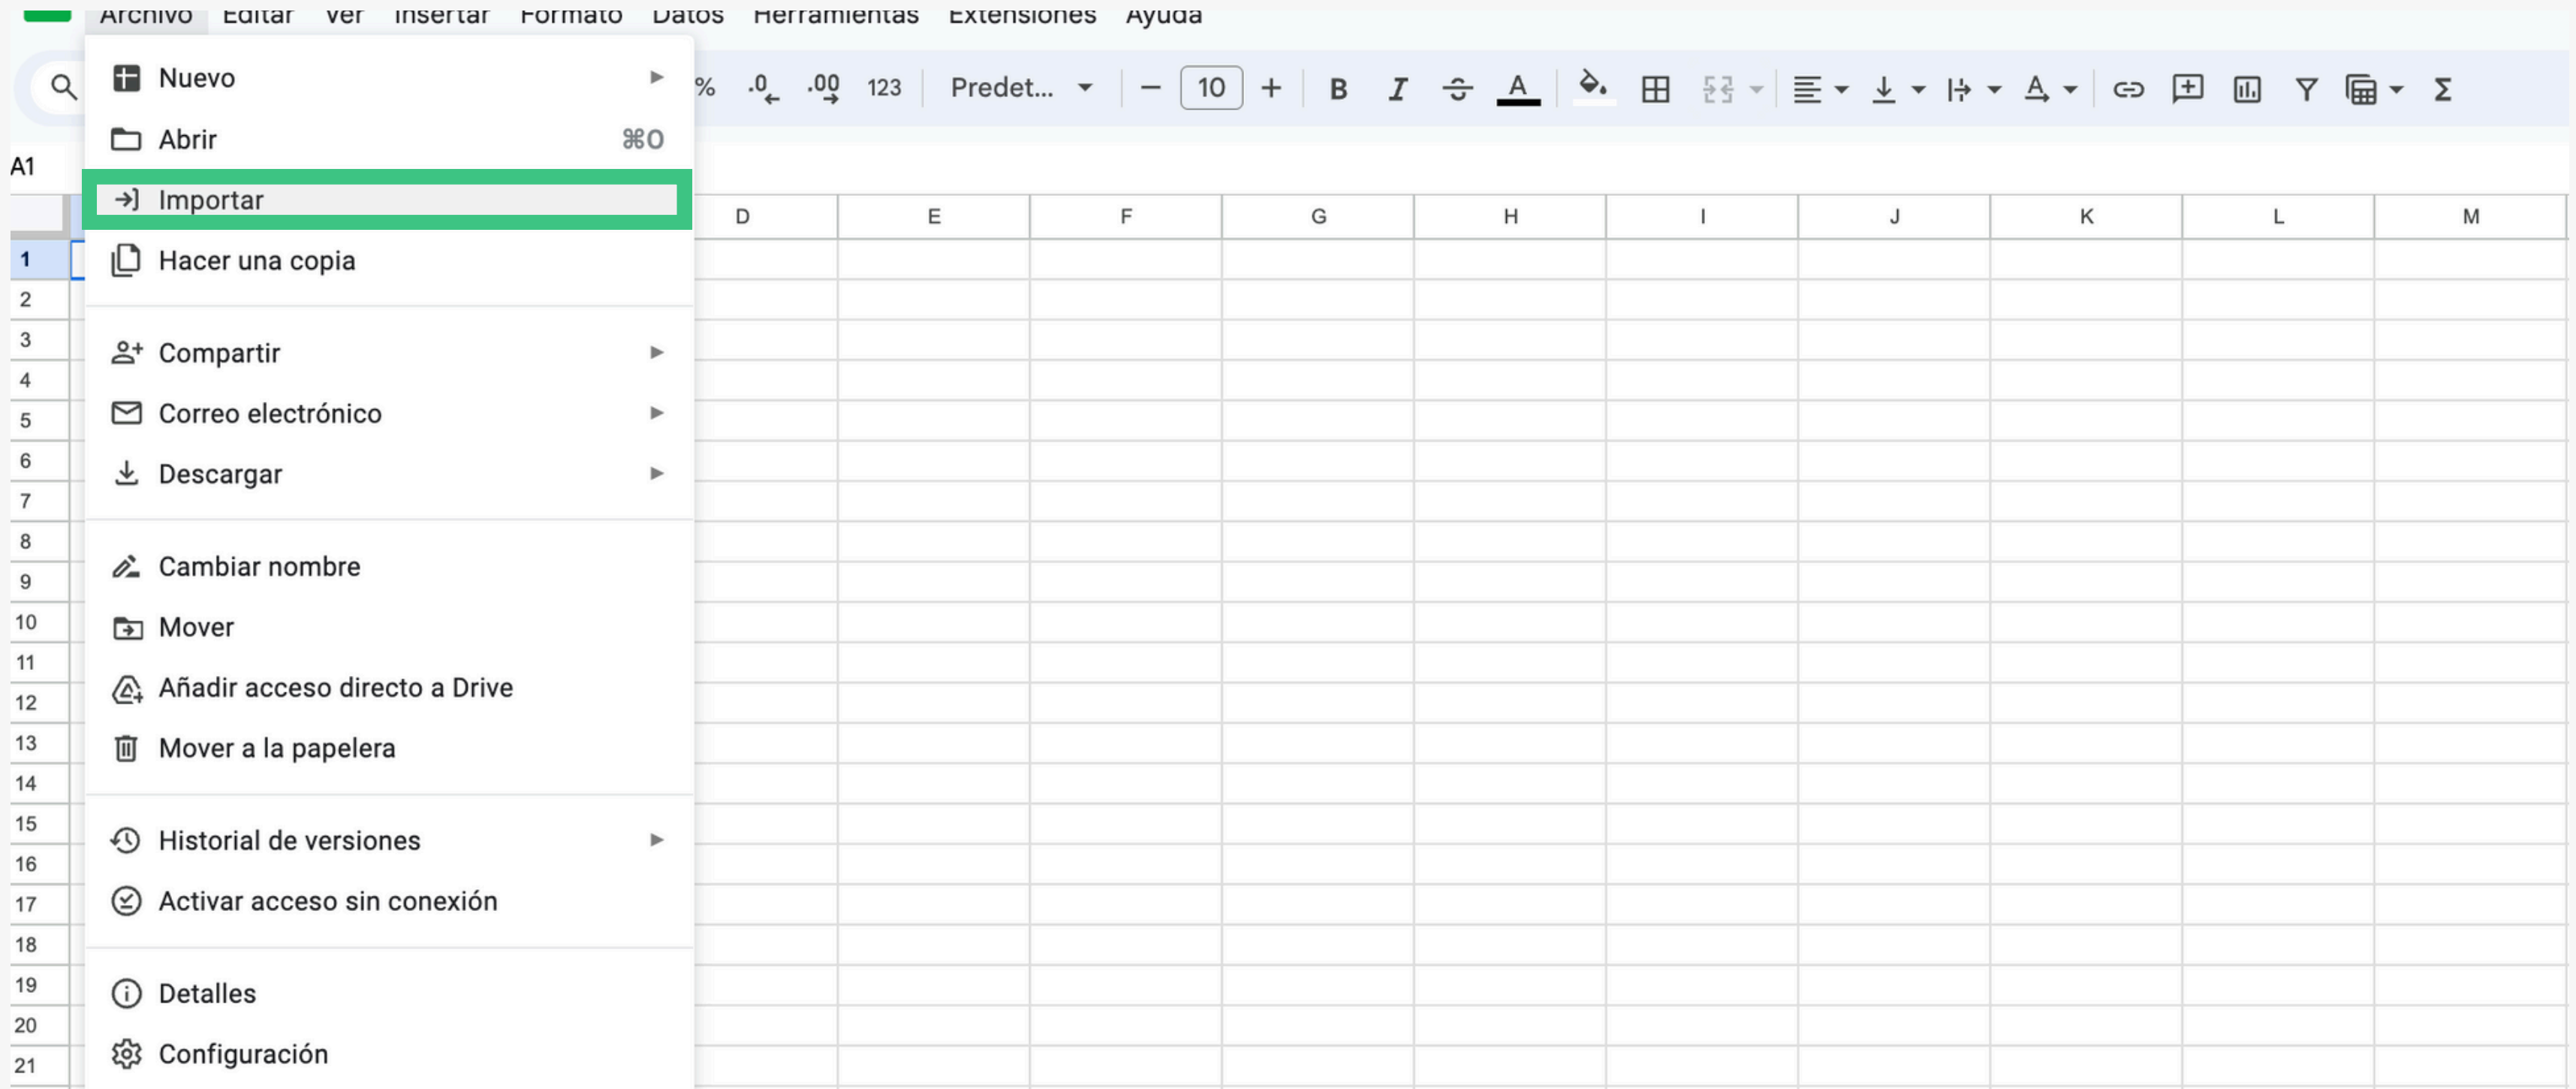 Archivo Editar Ver Insertar Formato Datos Herramientas Extensiones Ayuda
% .0 .00 123 Predet... − 10 + B I S A A Σ
A1
Nuevo
Abrir ⌘O
Importar
Hacer una copia
Compartir
Correo electrónico
Descargar
Cambiar nombre
Mover
Añadir acceso directo a Drive
Mover a la papelera
Historial de versiones
Activar acceso sin conexión
Detalles
Configuración
D E F G H I J K L M
1
2
3
4
5
6
7
8
9
10
11
12
13
14
15
16
17
18
19
20
21